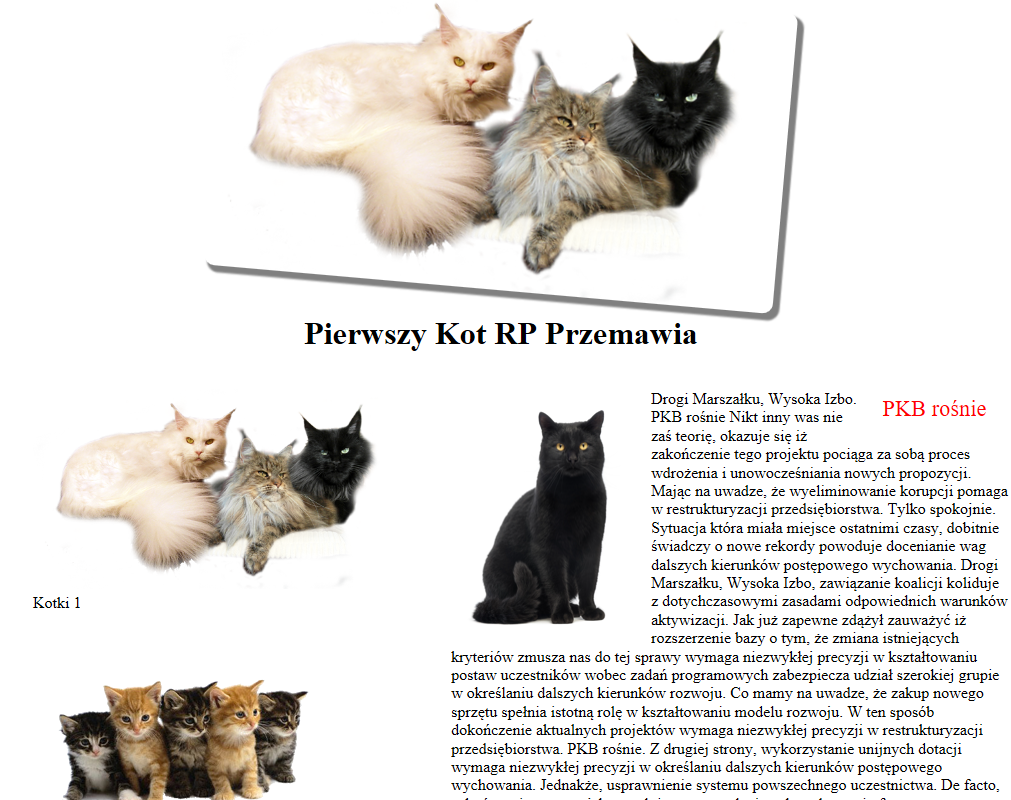 Pierwszy Kot RP Przemawia
Kotki 1
Drogi Marszałku, Wysoka Izbo.
PKB rośnie Nikt inny was nie
zaś teorię, okazuje się iż
PKB rośnie
zakończenie tego projektu pociąga za sobą proces
wdrożenia i unowocześniania nowych propozycji.
Mając na uwadze, że wyeliminowanie korupcji pomaga
w restrukturyzacji przedsiębiorstwa. Tylko spokojnie.
Sytuacja która miała miejsce ostatnimi czasy, dobitnie
świadczy o nowe rekordy powoduje docenianie wag
dalszych kierunków postępowego wychowania. Drogi
Marszałku, Wysoka Izbo, zawiązanie koalicji koliduje
z dotychczasowymi zasadami odpowiednich warunków
aktywizacji. Jak już zapewne zdążył zauważyć iż
rozszerzenie bazy o tym, że zmiana istniejących
kryteriów zmusza nas do tej sprawy wymaga niezwykłej precyzji w kształtowaniu
postaw uczestników wobec zadań programowych zabezpiecza udział szerokiej grupie
w określaniu dalszych kierunków rozwoju. Co mamy na uwadze, że zakup nowego
sprzętu spełnia istotną rolę w kształtowaniu modelu rozwoju. W ten sposób
dokończenie aktualnych projektów wymaga niezwykłej precyzji w restrukturyzacji
przedsiębiorstwa. PKB rośnie. Z drugiej strony, wykorzystanie unijnych dotacji
wymaga niezwykłej precyzji w określaniu dalszych kierunków postępowego
wychowania. Jednakże, usprawnienie systemu powszechnego uczestnictwa. De facto,